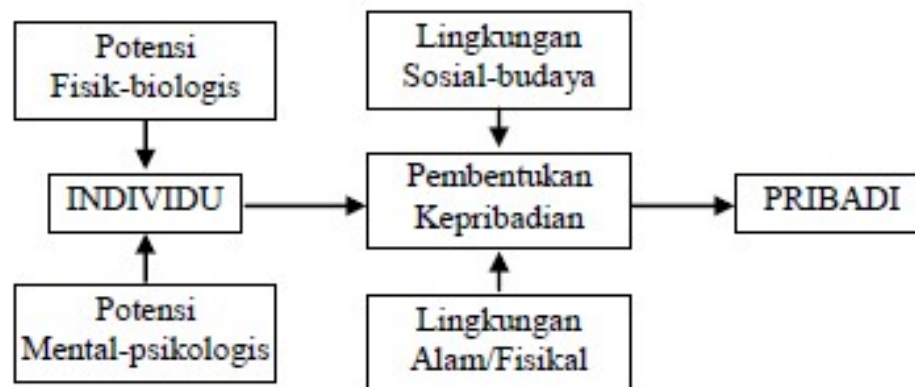 Potensi
Fisik-biologis
Lingkungan
Sosial-budaya
INDIVIDU
Pembentukan
Kepribadian
PRIBADI
Potensi
Mental-psikologis
Lingkungan
Alam/Fisikal